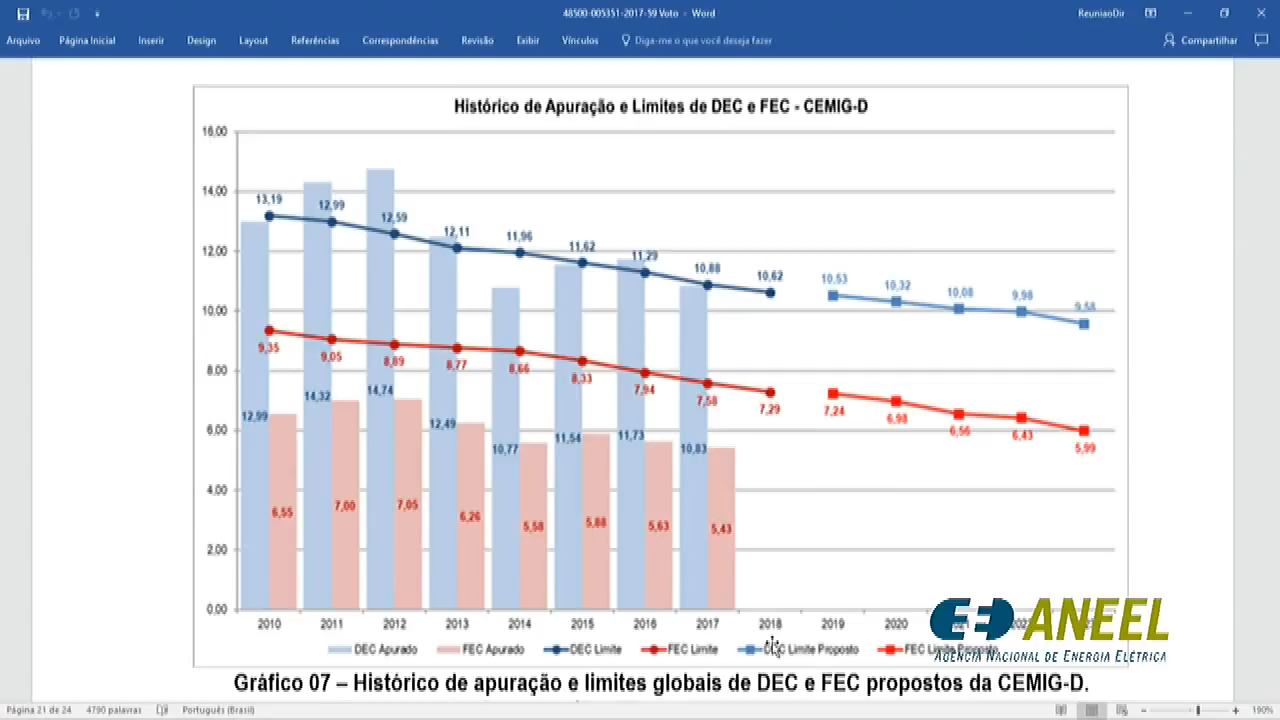 48500-005351-2017-59 Voto - Word
ReuniaoDir
Arquivo Página Inicial Inserir Design Layout Referências Correspondências Revisão Exibir Vínculos Diga-me o que você deseja fazer Compartilhar
Histórico de Apuração e Limites de DEC e FEC - CEMIG-D
16,00
14,00
12,00
10,00
8,00
6,00
4,00
2,00
0,00
13,19 12,99 12,59 12,11 11,96 11,62 11,29 10,88 10,62 10,53 10,32 10,08 9,98 9,58
9,35 9,05 8,89 8,77 8,66 8,33 7,94 7,58 7,29 7,24 6,98 6,56 6,43 5,99
12,99 14,32 14,74 12,49 10,77 11,54 11,73 10,83
6,55 7,00 7,05 6,26 5,58 5,88 5,63 5,43
2010 2011 2012 2013 2014 2015 2016 2017 2018 2019 2020
DEC Apurado FEC Apurado DEC Limite FEC Limite DEC Limite Proposto FEC Limite Proposto
ANEEL
AGÊNCIA NACIONAL DE ENERGIA ELÉTRICA
Gráfico 07 – Histórico de apuração e limites globais de DEC e FEC propostos da CEMIG-D.
Página 21 de 24 4790 palavras Português (Brasil) 190%